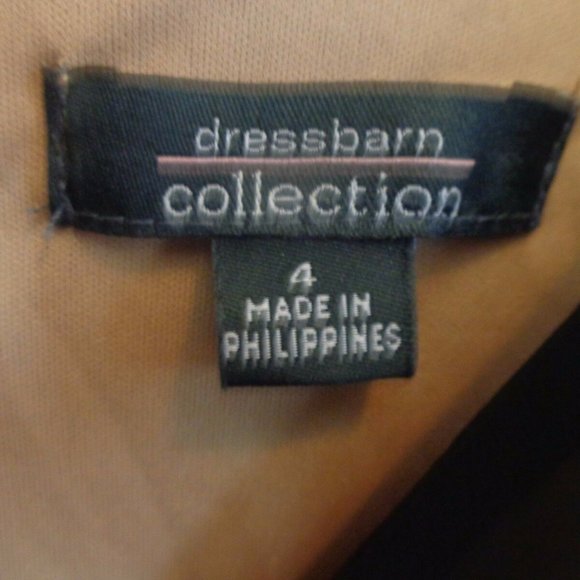 dressbarn
collection
4
MADE IN
PHILIPPINES